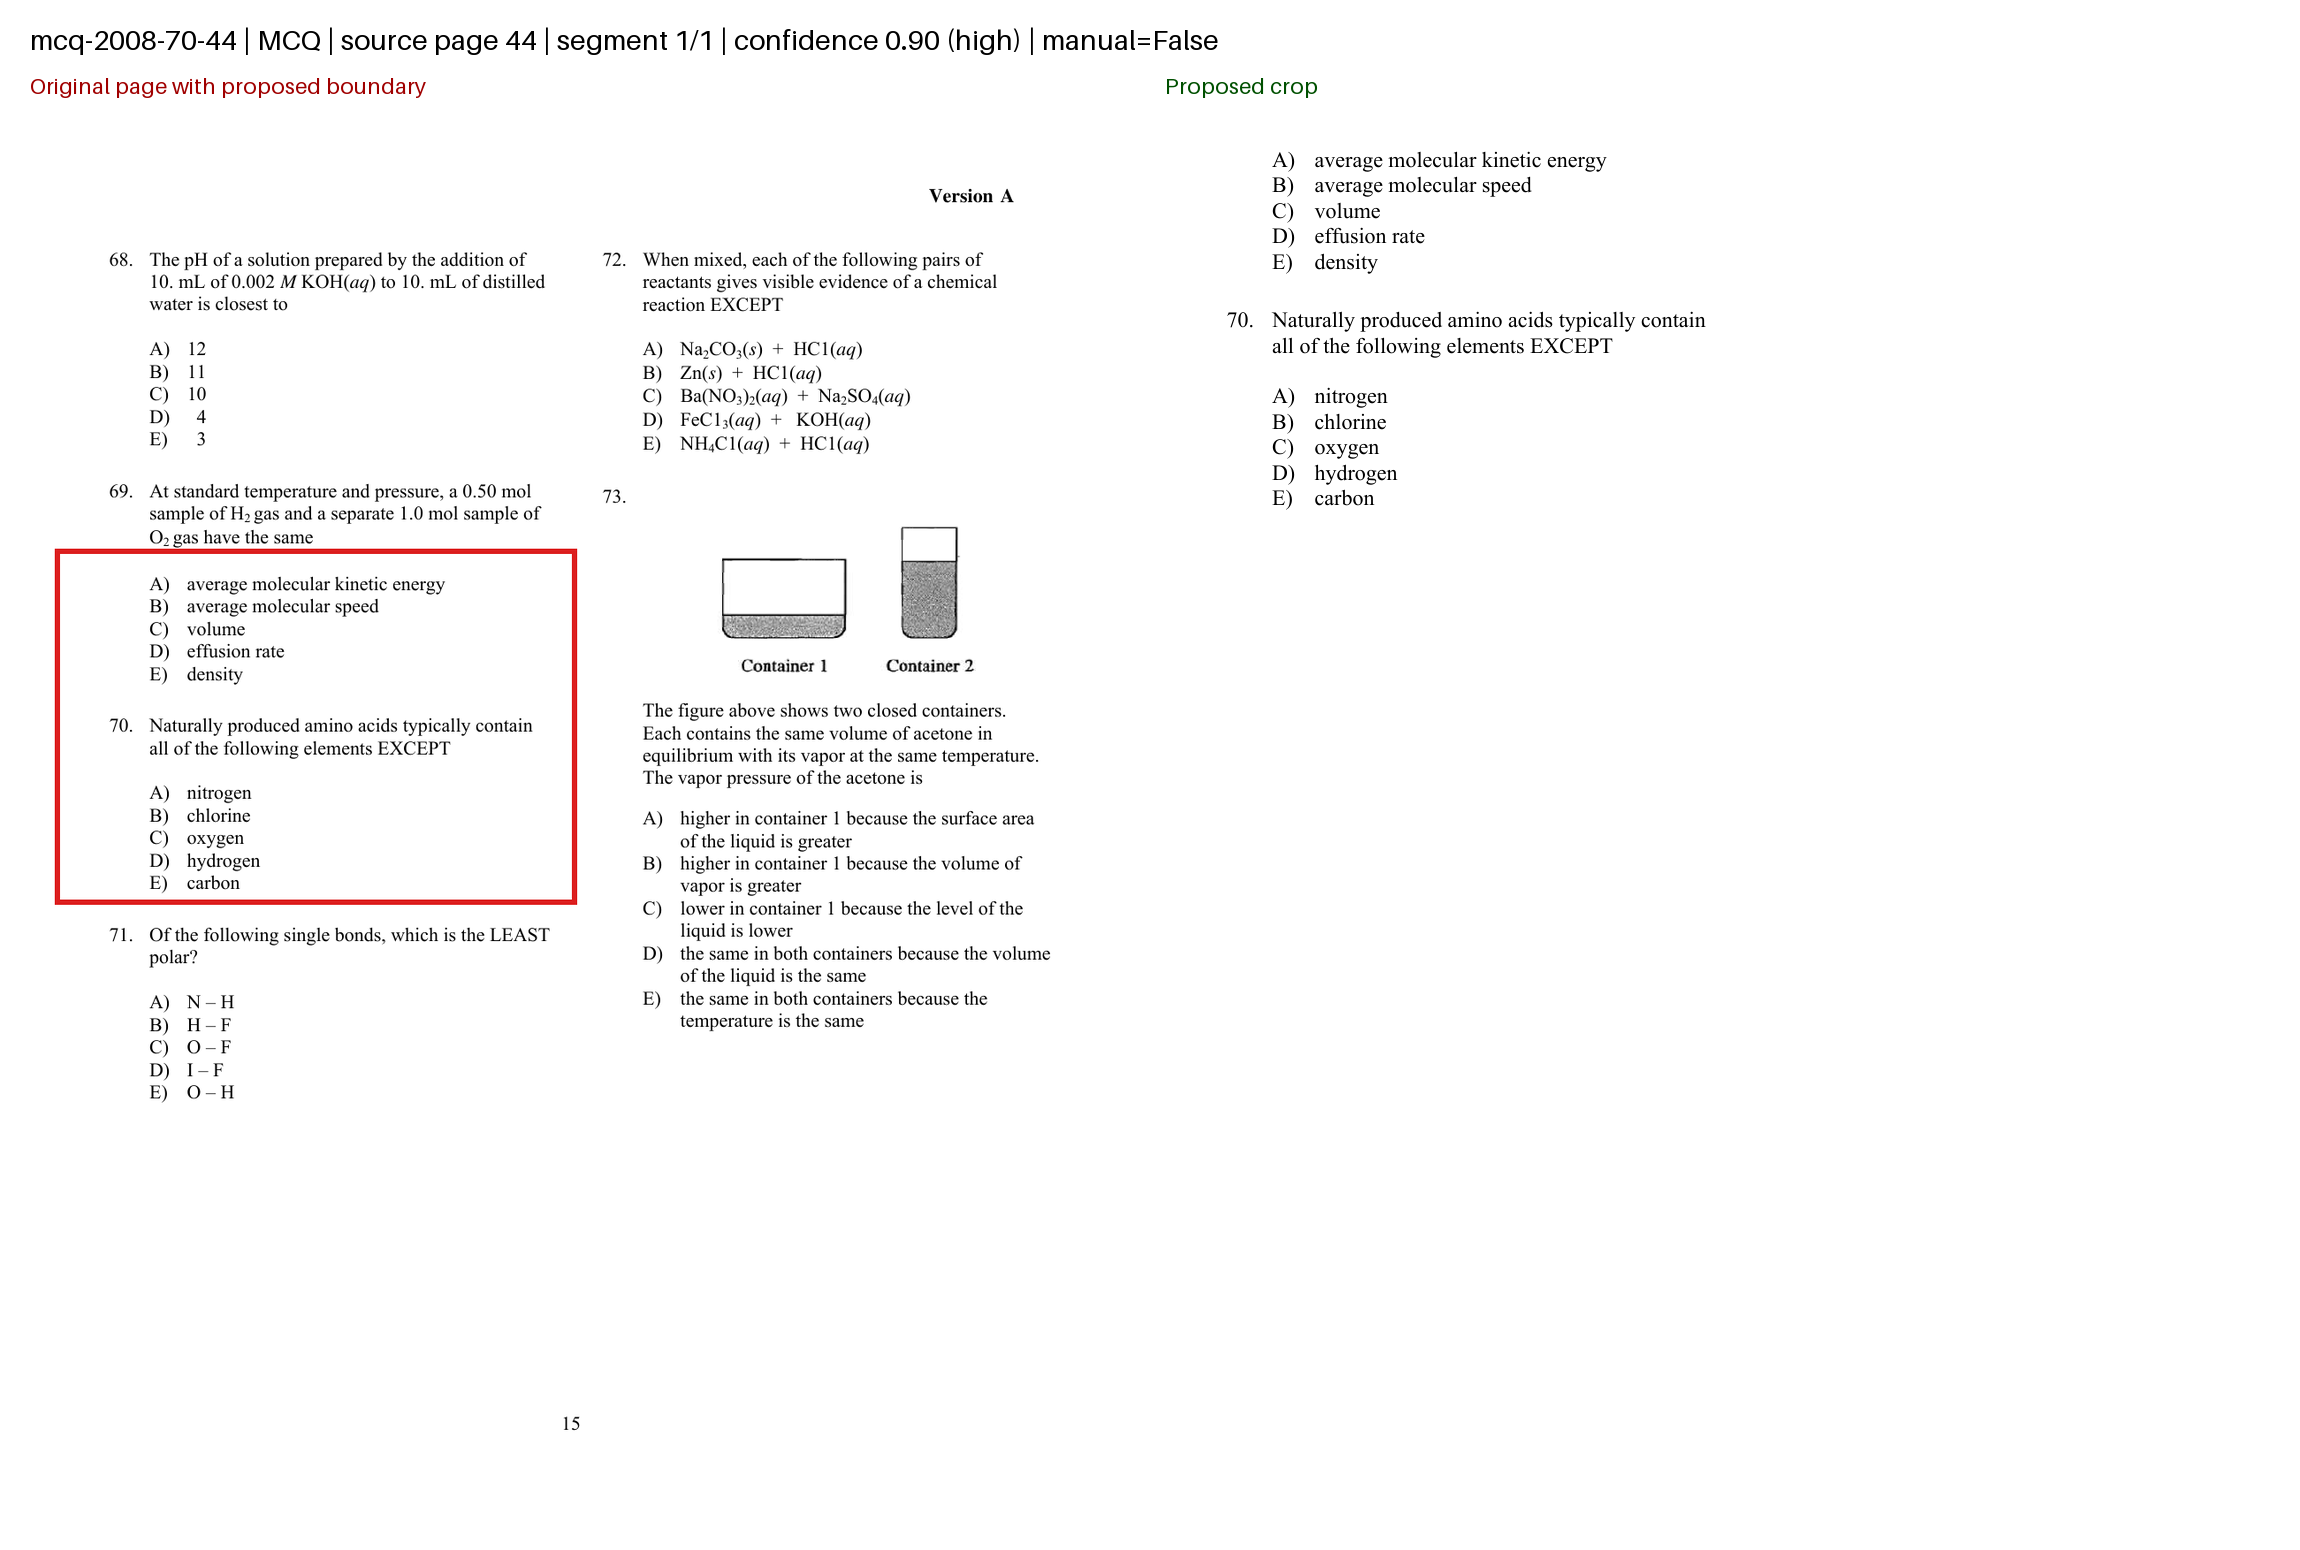 mcq-2008-70-44 | MCQ | source page 44 | segment 1/1 | confidence 0.90 (high) | manual=False
Original page with proposed boundary
Version A
68. The pH of a solution prepared by the addition of
10. mL of 0.002 M KOH(aq) to 10. mL of distilled
water is closest to
A) 12
B) 11
C) 10
D) 4
E) 3
69. At standard temperature and pressure, a 0.50 mol
sample of H₂ gas and a separate 1.0 mol sample of
O₂ gas have the same
A) average molecular kinetic energy
B) average molecular speed
C) volume
D) effusion rate
E) density
70. Naturally produced amino acids typically contain
all of the following elements EXCEPT
A) nitrogen
B) chlorine
C) oxygen
D) hydrogen
E) carbon
71. Of the following single bonds, which is the LEAST
polar?
A) N – H
B) H – F
C) O – F
D) I – F
E) O – H
72. When mixed, each of the following pairs of
reactants gives visible evidence of a chemical
reaction EXCEPT
A) Na₂CO₃(s) + HC1(aq)
B) Zn(s) + HC1(aq)
C) Ba(NO₃)₂(aq) + Na₂SO₄(aq)
D) FeC1₃(aq) + KOH(aq)
E) NH₄C1(aq) + HC1(aq)
73.
Container 1 Container 2
The figure above shows two closed containers.
Each contains the same volume of acetone in
equilibrium with its vapor at the same temperature.
The vapor pressure of the acetone is
A) higher in container 1 because the surface area
of the liquid is greater
B) higher in container 1 because the volume of
vapor is greater
C) lower in container 1 because the level of the
liquid is lower
D) the same in both containers because the volume
of the liquid is the same
E) the same in both containers because the
temperature is the same
15
Proposed crop
A) average molecular kinetic energy
B) average molecular speed
C) volume
D) effusion rate
E) density
70. Naturally produced amino acids typically contain
all of the following elements EXCEPT
A) nitrogen
B) chlorine
C) oxygen
D) hydrogen
E) carbon